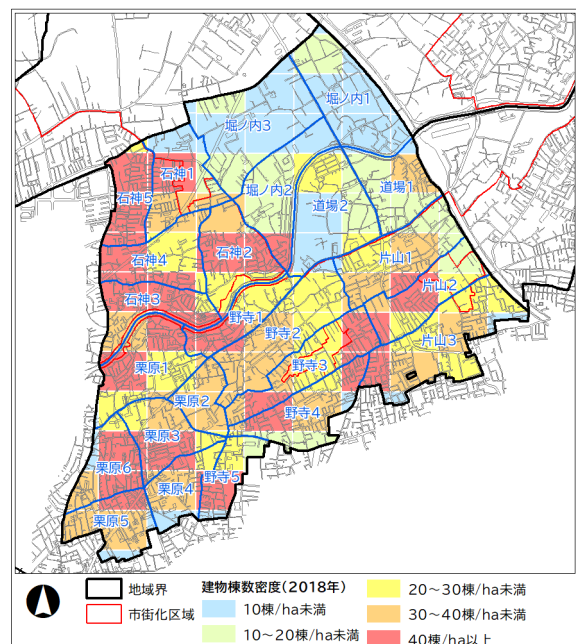 堀ノ内1
堀ノ内3
石神1
堀ノ内2
道場1
石神5
道場2
石神2
石神4
片山1
石神3
片山2
野寺1
野寺2
片山3
栗原1
野寺3
栗原2
野寺4
栗原3
栗原6
野寺5
栗原4
栗原5
地域界
市街化区域
建物棟数密度(2018年)
10棟/ha未満
10～20棟/ha未満
20～30棟/ha未満
30～40棟/ha未満
40棟/ha以上